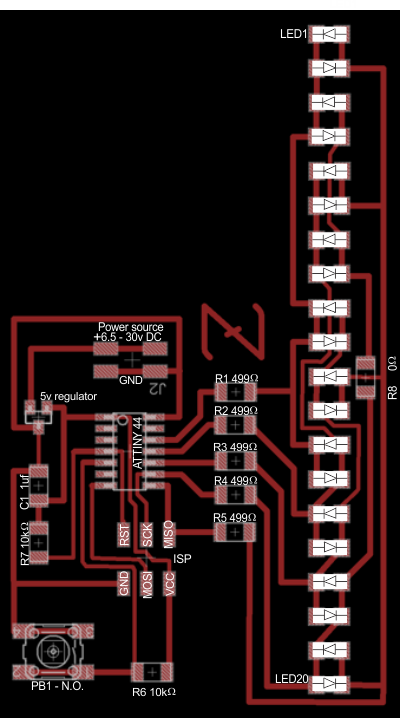 LED1
Power source
+6.5 - 30v DC
GND
J2
R8 0Ω
5v regulator
R1 499Ω
R2 499Ω
ATTINY 44
R3 499Ω
R4 499Ω
C1 1uf
R5 499Ω
R7 10kΩ
RST
SCK
MISO
ISP
GND
MOSI
VCC
PB1 - N.O.
R6 10kΩ
LED20